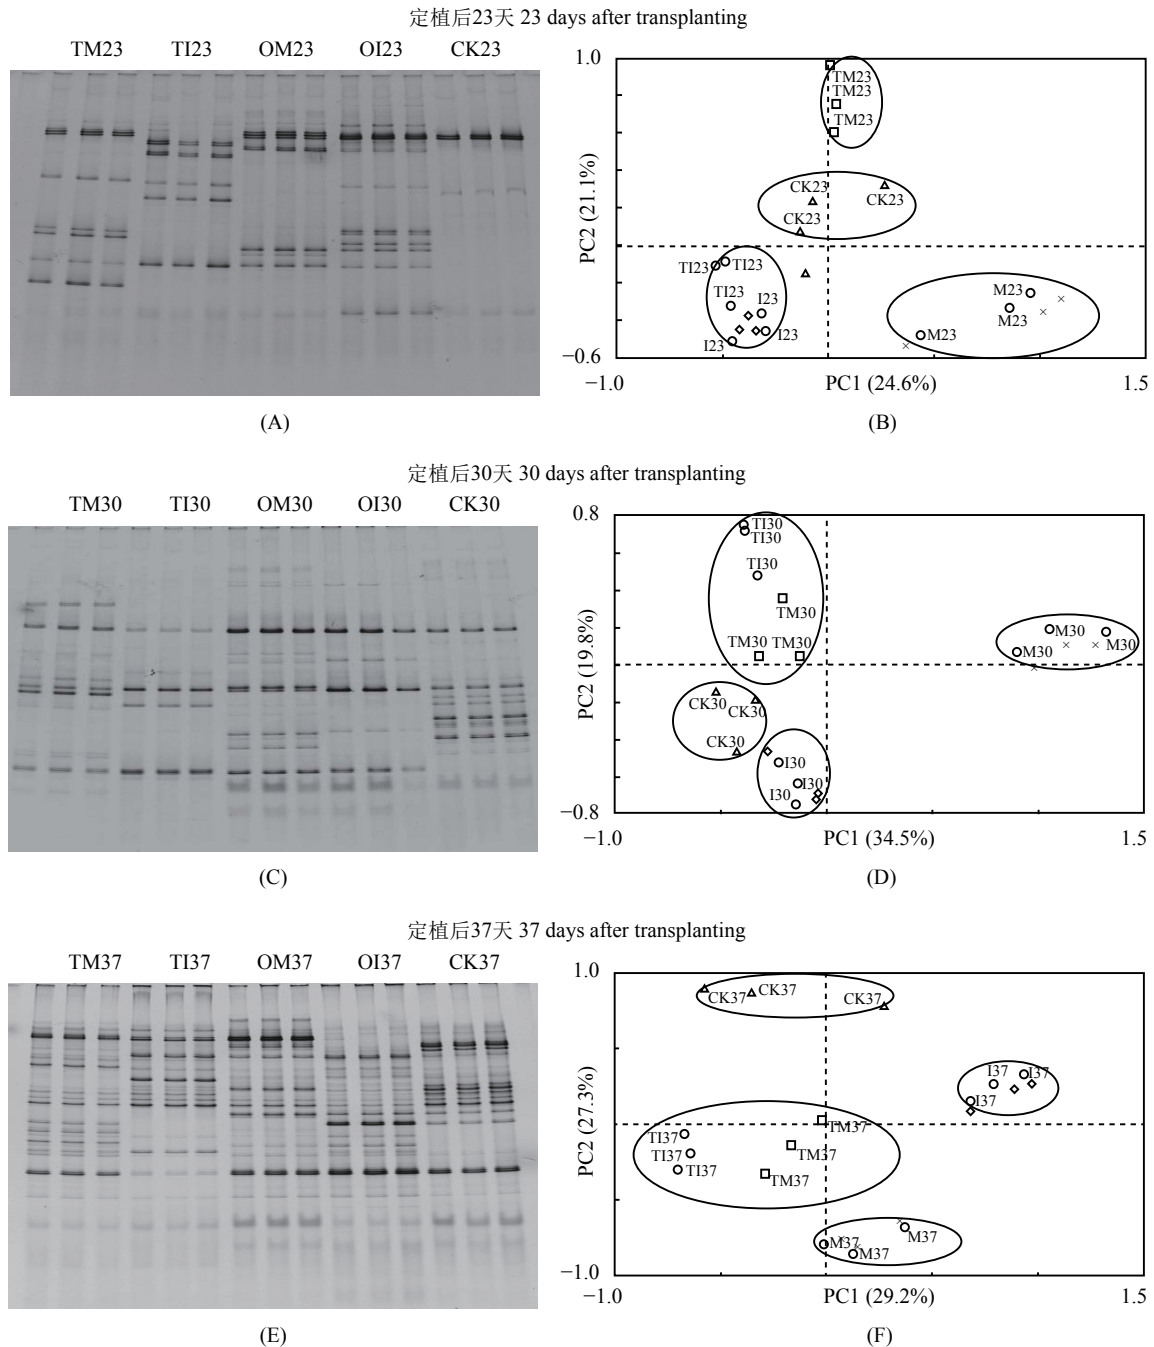 定植后23天 23 days after transplanting
TM23 TI23 OM23 OI23 CK23
1.0
TM23
TM23
TM23
CK23
CK23
CK23
PC2 (21.1%)
TI23 TI23
TI23 I23
I23 I23
M23
M23
M23
−0.6
−1.0 PC1 (24.6%) 1.5
(A) (B)
定植后30天 30 days after transplanting
TM30 TI30 OM30 OI30 CK30
0.8
TI30
TI30
TI30
TM30
TM30 TM30
M30
M30 M30
PC2 (19.8%)
CK30
CK30
CK30
I30
I30
I30
−0.8
−1.0 PC1 (34.5%) 1.5
(C) (D)
定植后37天 37 days after transplanting
TM37 TI37 OM37 OI37 CK37
1.0
CK37 CK37 CK37
I37 I37
I37
PC2 (27.3%)
TM37
TI37
TI37 TM37
TI37 TM37
M37
M37
M37
−1.0
−1.0 PC1 (29.2%) 1.5
(E) (F)